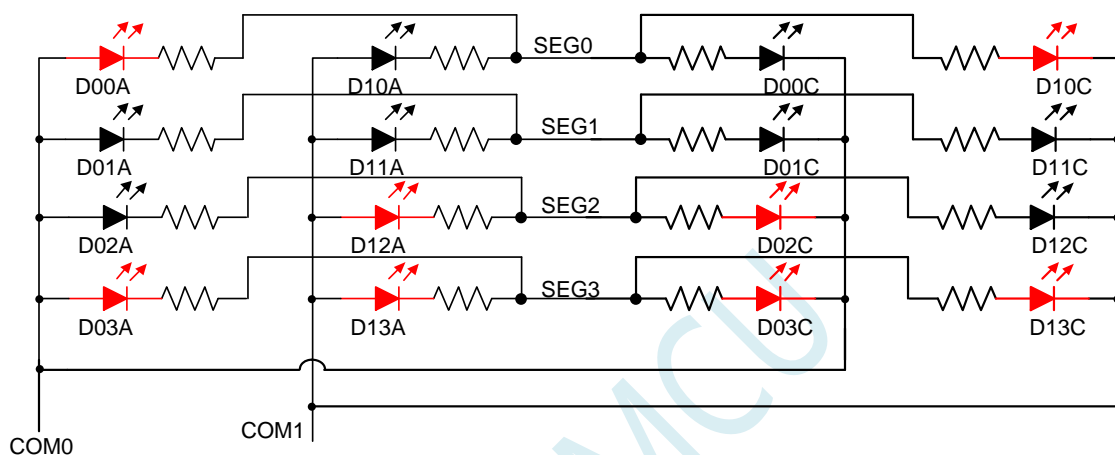 SEG0
D00A D10A D00C D10C
SEG1
D01A D11A D01C D11C
SEG2
D02A D12A D02C D12C
SEG3
D03A D13A D03C D13C
COM0
COM1
MCU